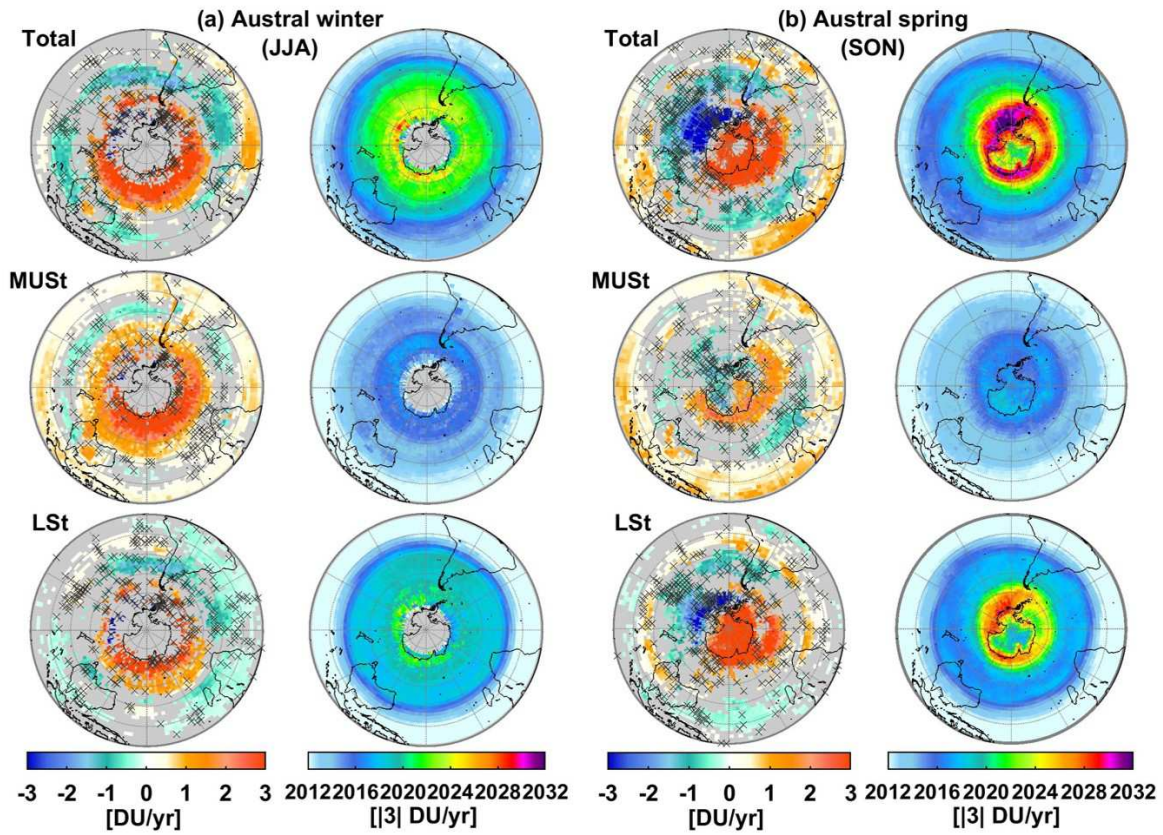 (a) Austral winter
(JJA)
(b) Austral spring
(SON)
Total
Total
MUSt
MUSt
LSt
LSt
-3 -2 -1 0 1 2 3
[DU/yr]
2012 2016 2020 2024 2028 2032
[|3| DU/yr]
-3 -2 -1 0 1 2 3
[DU/yr]
2012 2016 2020 2024 2028 2032
[|3| DU/yr]